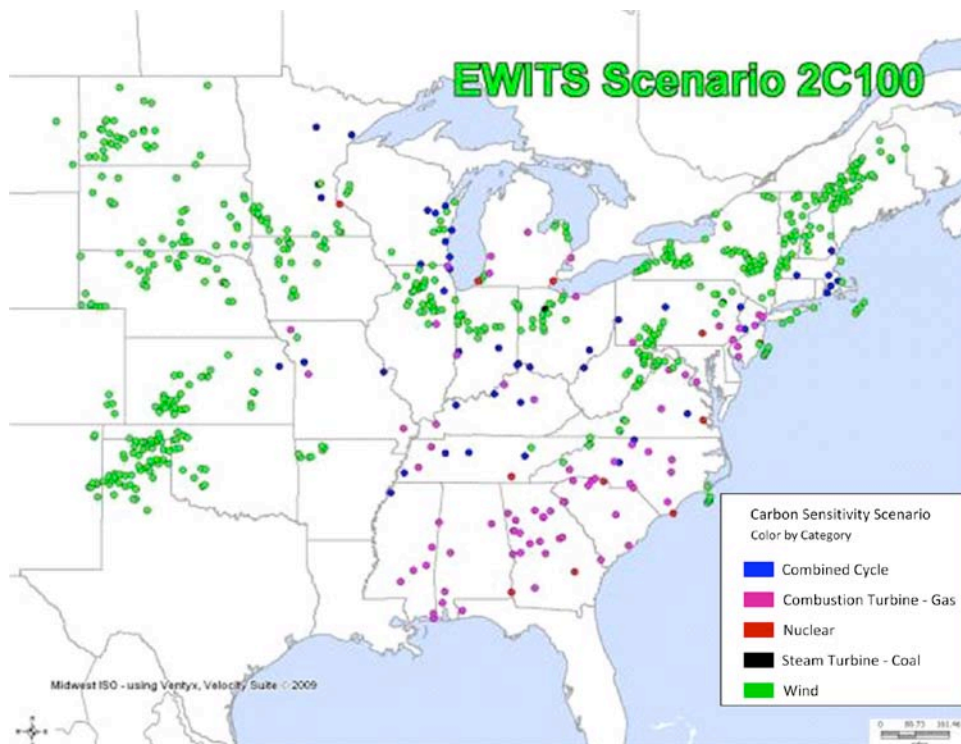 EWITS Scenario 2C100
Carbon Sensitivity Scenario
Color by Category
Combined Cycle
Combustion Turbine - Gas
Nuclear
Steam Turbine - Coal
Wind
Midwest ISO - using Ventyx, Velocity Suite © 2009
0